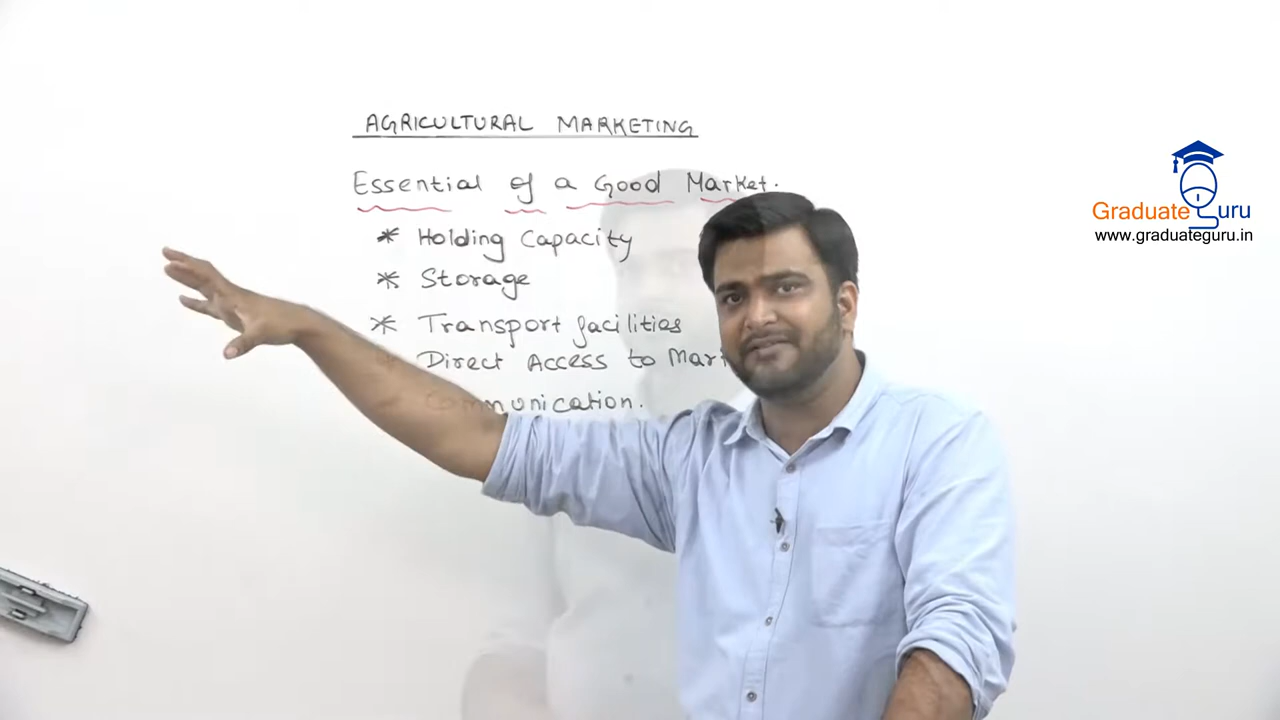 AGRICULTURAL MARKETING
Essential of a Good Market.
* Holding Capacity
* Storage
* Transport facilities
* Direct Access to
Communication.
Graduate Guru
www.graduateguru.in